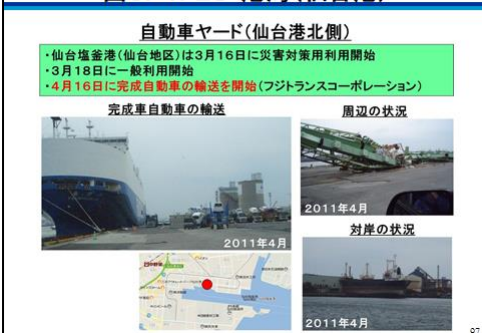 自動車ヤード(仙台港北側)
・仙台塩釜港(仙台地区)は3月16日に災害対策用利用開始
・3月18日に一般利用開始
・4月16日に完成自動車の輸送を開始(フジトランスコーポレーション)
完成車自動車の輸送
周辺の状況
2011年4月
2011年4月
対岸の状況
2011年4月
97